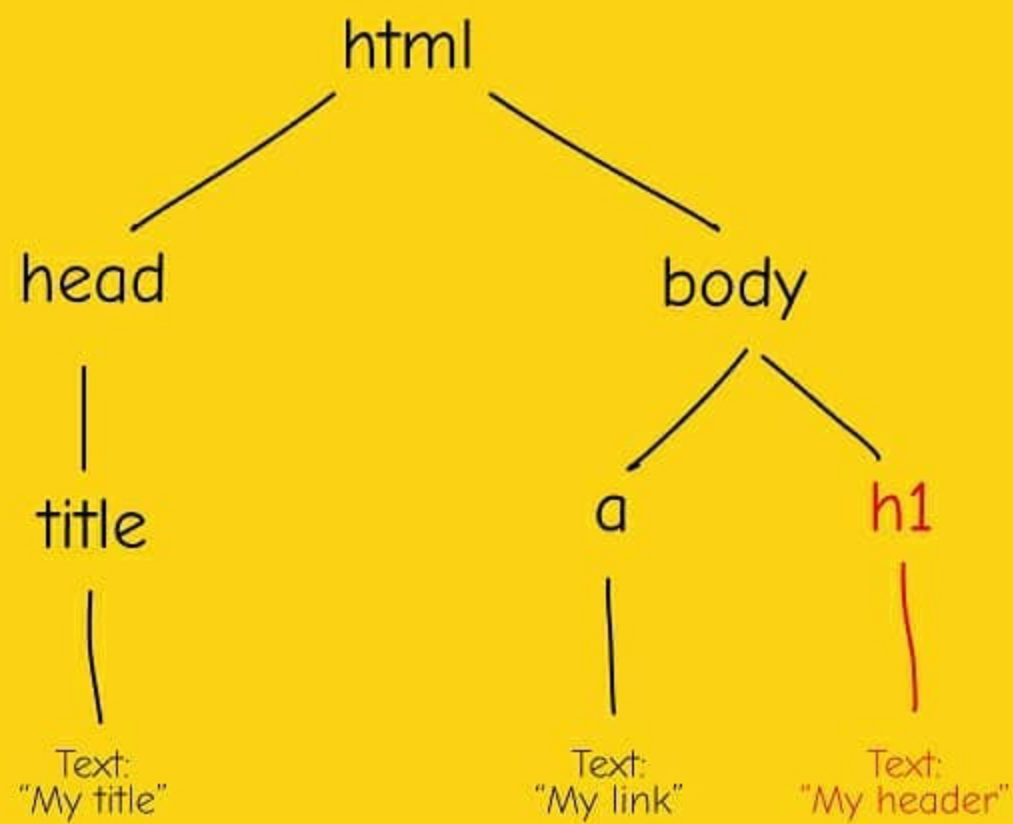 html
head
body
title
a
h1
Text:
“My title”
Text:
“My link”
Text:
“My header”